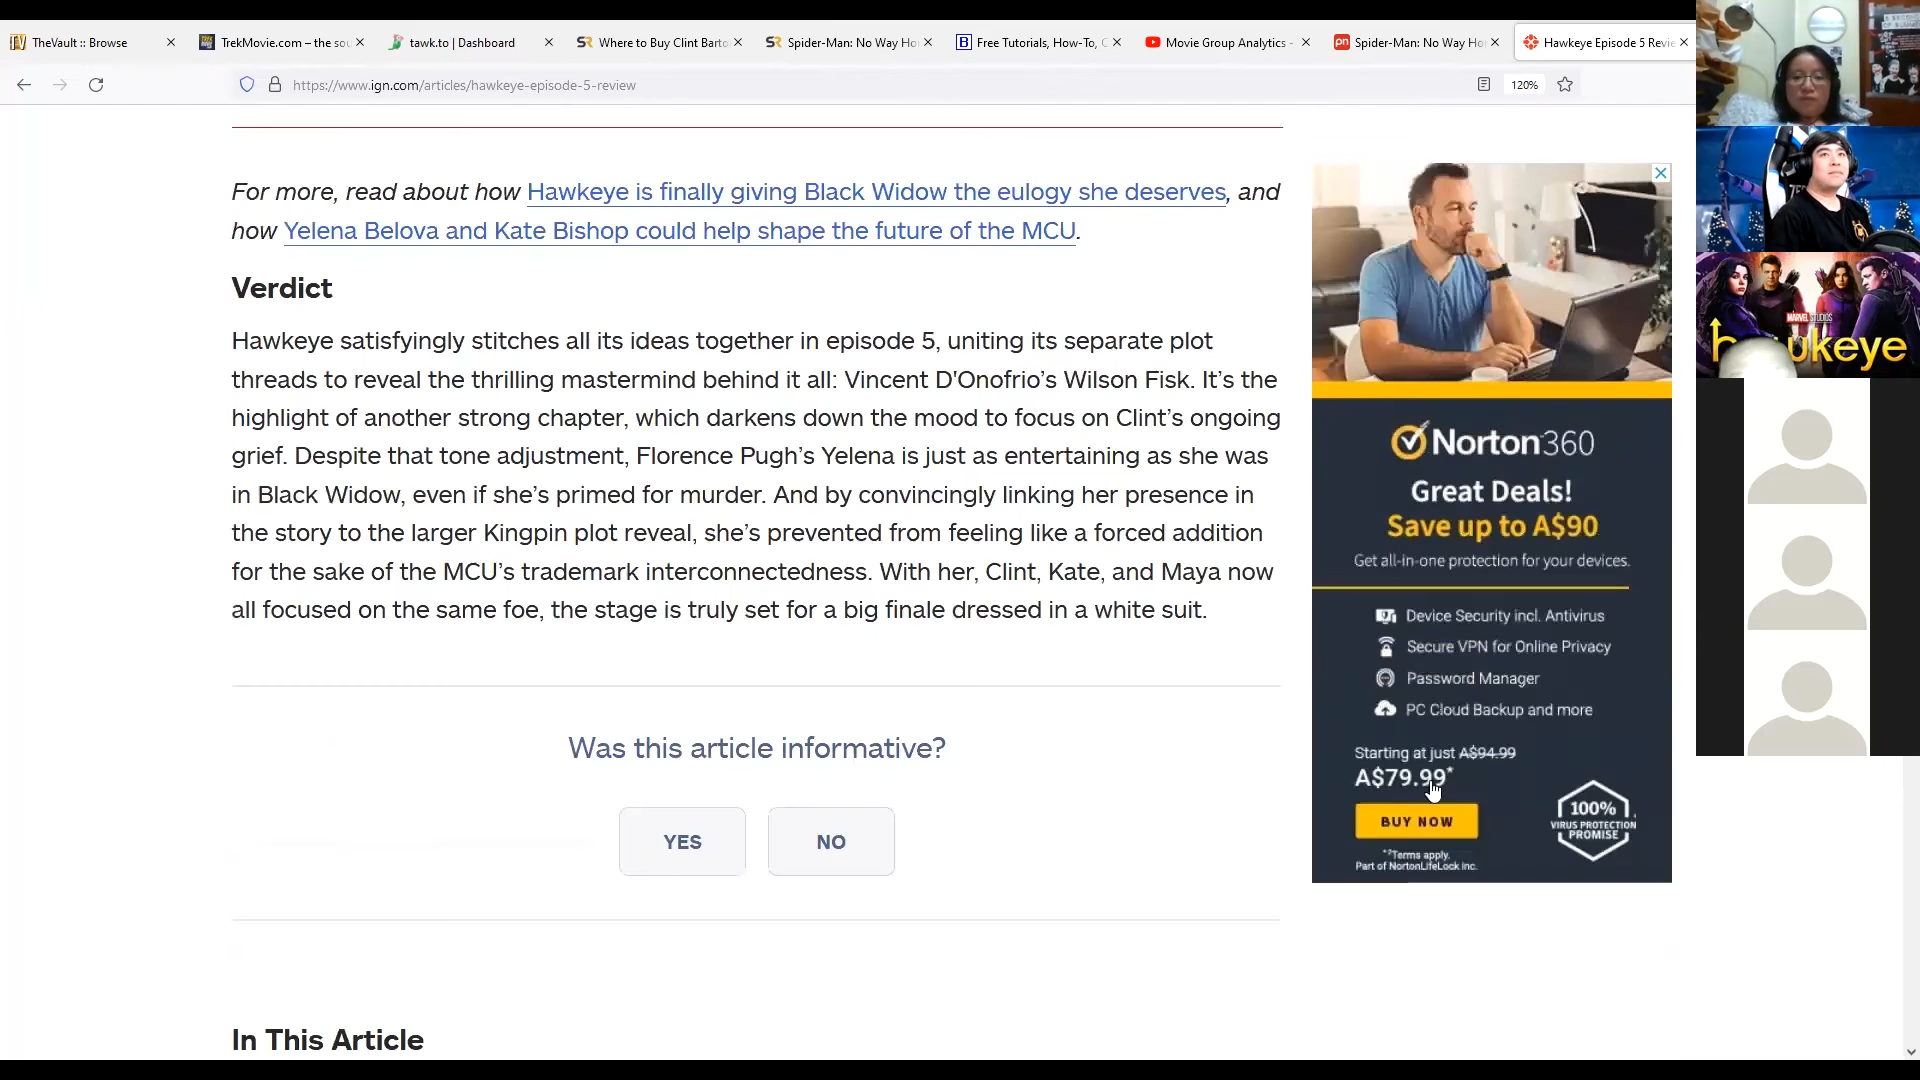 TheVault :: Browse
TrekMovie.com – the sou
tawk.to | Dashboard
SR Where to Buy Clint Barto
SR Spider-Man: No Way Ho
B Free Tutorials, How-To, C
Movie Group Analytics -
pn Spider-Man: No Way Ho
Hawkeye Episode 5 Revie
https://www.ign.com/articles/hawkeye-episode-5-review
120%
For more, read about how Hawkeye is finally giving Black Widow the eulogy she deserves, and
how Yelena Belova and Kate Bishop could help shape the future of the MCU.
Verdict
Hawkeye satisfyingly stitches all its ideas together in episode 5, uniting its separate plot
threads to reveal the thrilling mastermind behind it all: Vincent D'Onofrio’s Wilson Fisk. It’s the
highlight of another strong chapter, which darkens down the mood to focus on Clint’s ongoing
grief. Despite that tone adjustment, Florence Pugh’s Yelena is just as entertaining as she was
in Black Widow, even if she’s primed for murder. And by convincingly linking her presence in
the story to the larger Kingpin plot reveal, she’s prevented from feeling like a forced addition
for the sake of the MCU’s trademark interconnectedness. With her, Clint, Kate, and Maya now
all focused on the same foe, the stage is truly set for a big finale dressed in a white suit.
Was this article informative?
YES
NO
In This Article
Norton360
Great Deals!
Save up to A$90
Get all-in-one protection for your devices.
Device Security incl. Antivirus
Secure VPN for Online Privacy
Password Manager
PC Cloud Backup and more
Starting at just A$94.99
A$79.99*
BUY NOW
100%
VIRUS PROTECTION
PROMISE
*²Terms apply.
Part of NortonLifeLock Inc.
MARVEL STUDIOS
ukeye